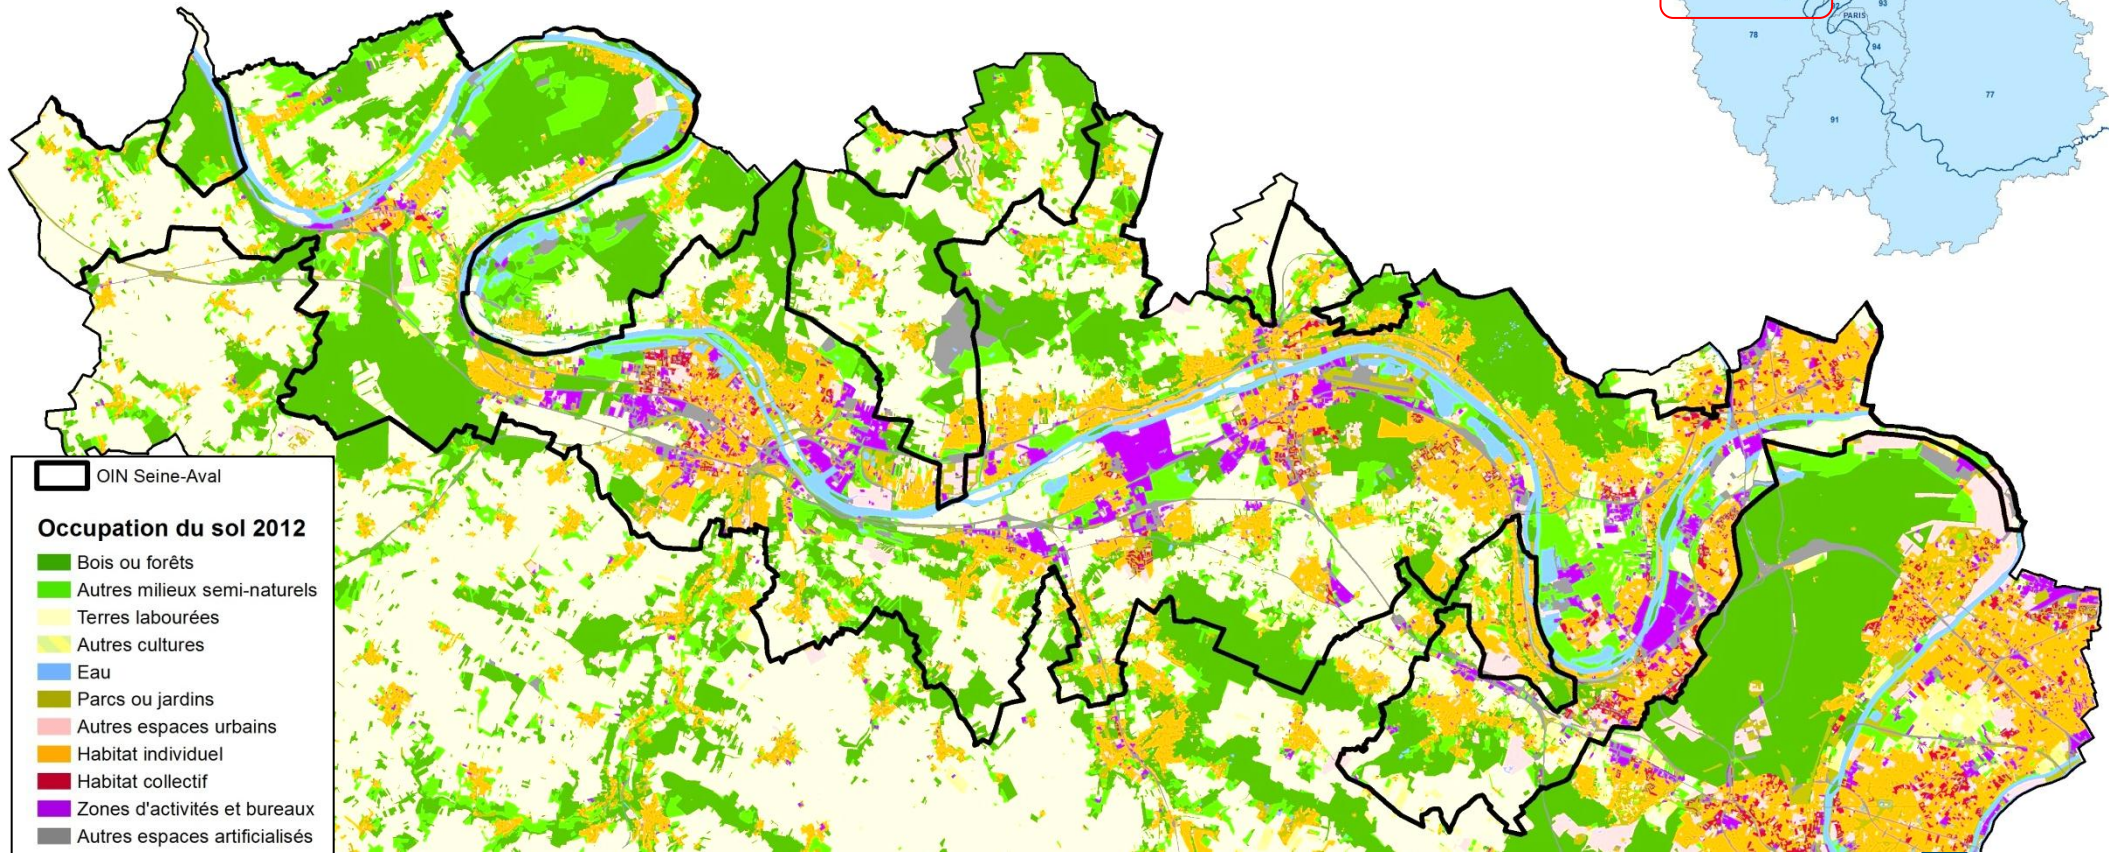 92
93
PARIS
78
94
77
91
OIN Seine-Aval
Occupation du sol 2012
Bois ou forêts
Autres milieux semi-naturels
Terres labourées
Autres cultures
Eau
Parcs ou jardins
Autres espaces urbains
Habitat individuel
Habitat collectif
Zones d'activités et bureaux
Autres espaces artificialisés